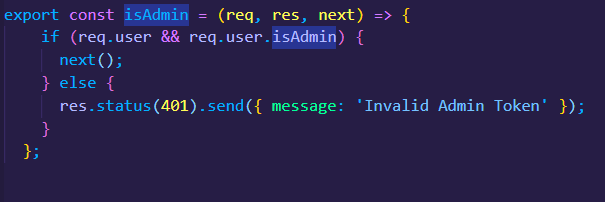 export const isAdmin = (req, res, next) => {
if (req.user && req.user.isAdmin) {
next();
} else {
res.status(401).send({ message: 'Invalid Admin Token' });
}
};